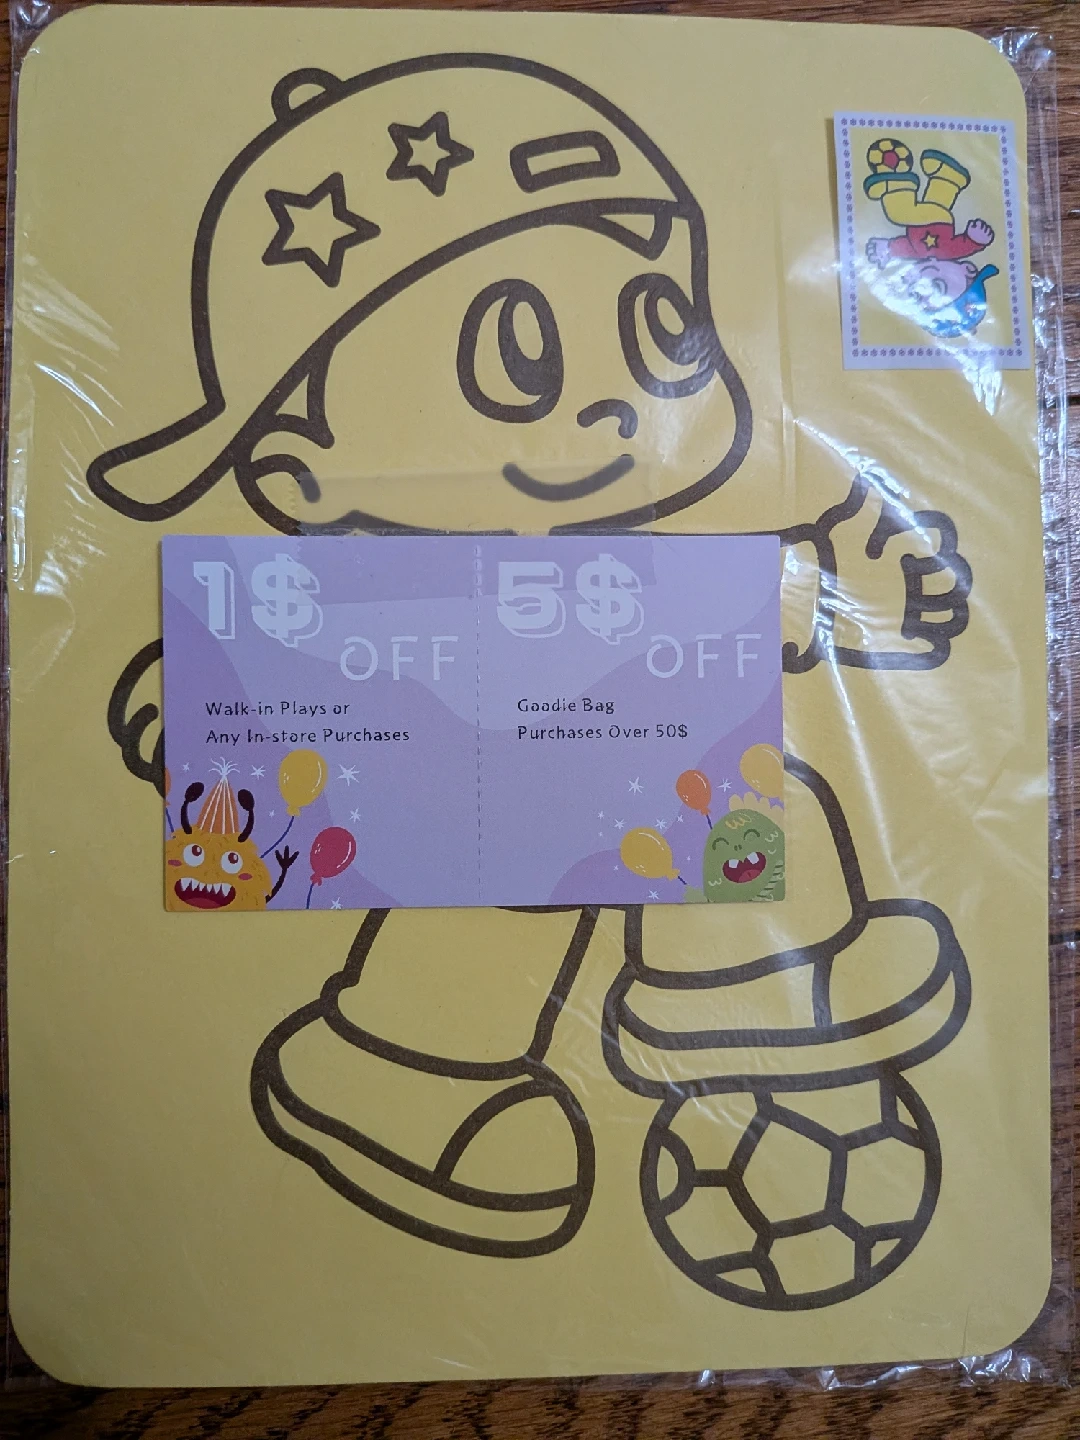 1$
OFF
Walk-in Plays or
Any In-store Purchases
5$
OFF
Goodie Bag
Purchases Over 50$